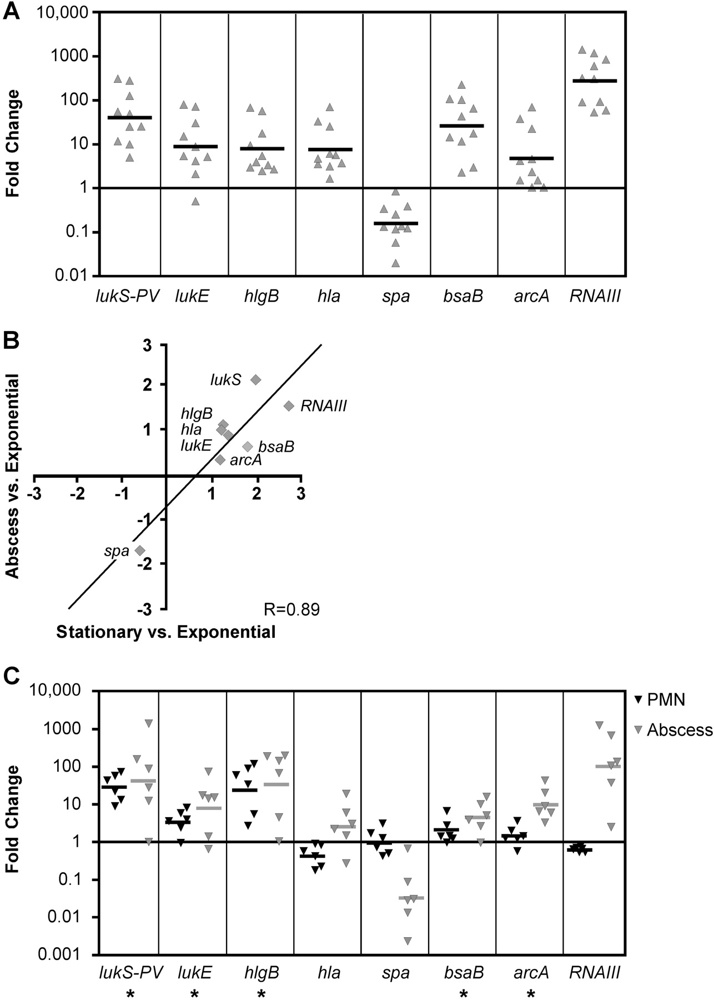 A
10,000
1000
100
10
1
0.1
0.01
Fold Change
lukS-PV lukE hlgB hla spa bsaB arcA RNAIII
B
3
2
1
-1
-2
-3
-3 -2 -1 1 2 3
Abscess vs. Exponential
lukS
RNAIII
hlgB
hla
lukE
bsaB
arcA
spa
R=0.89
Stationary vs. Exponential
C
10,000
1000
100
10
1
0.1
0.01
0.001
Fold Change
PMN
Abscess
lukS-PV lukE hlgB hla spa bsaB arcA RNAIII
* * * * *